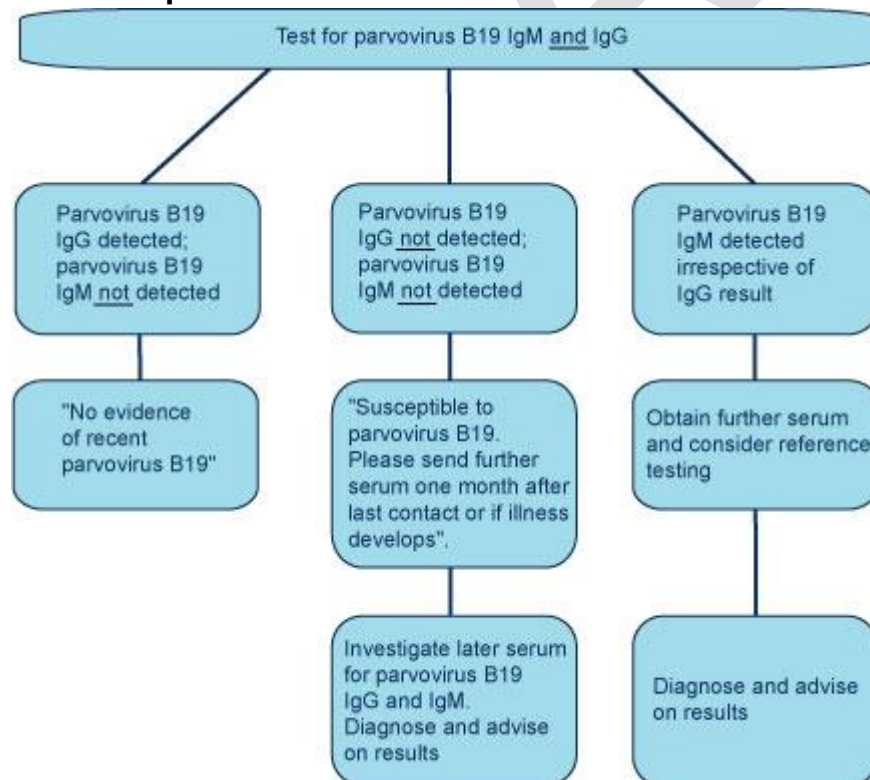 Test for parvovirus B19 IgM and IgG
Parvovirus B19
IgG detected;
parvovirus B19
IgM not detected
Parvovirus B19
IgG not detected;
parvovirus B19
IgM not detected
Parvovirus B19
IgM detected
irrespective of
IgG result
"No evidence
of recent
parvovirus B19"
"Susceptible to
parvovirus B19.
Please send further
serum one month after
last contact or if illness
develops".
Obtain further serum
and consider reference
testing
Investigate later serum
for parvovirus B19
IgG and IgM.
Diagnose and advise
on results
Diagnose and advise
on results